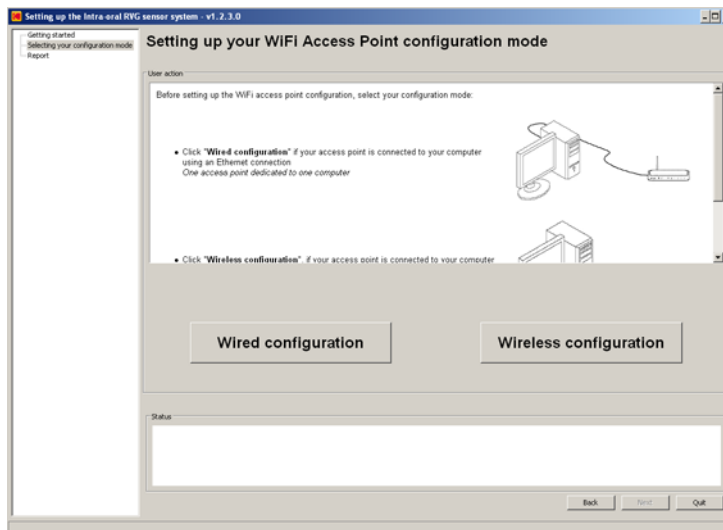 Setting up the Intra-oral RVG sensor system - v1.2.3.0
Getting started
Selecting your configuration mode
Report
Setting up your WiFi Access Point configuration mode
User action
Before setting up the WiFi access point configuration, select your configuration mode:
• Click "Wired configuration" if your access point is connected to your computer
using an Ethernet connection
One access point dedicated to one computer
• Click "Wireless configuration", if your access point is connected to your computer
Wired configuration
Wireless configuration
Status
Back
Next
Quit